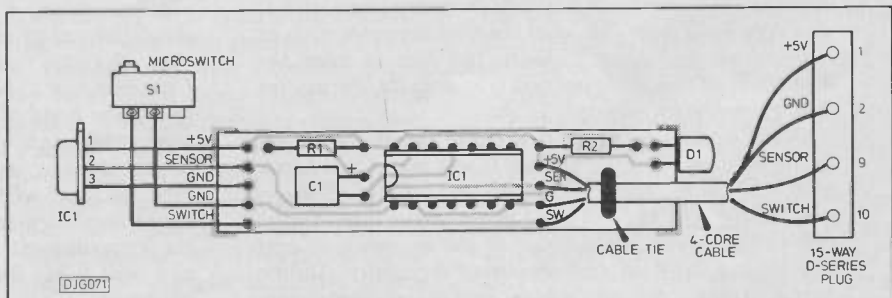 MICROSWITCH
S1
1
2
3
IC1
+5V
SENSOR
GND
GND
SWITCH
R1
C1
+
IC1
R2
D1
+5V
SEN
G
SW
CABLE TIE
4-CORE
CABLE
+5V
GND
SENSOR
SWITCH
1
2
9
10
15-WAY
D-SERIES
PLUG
DJG071